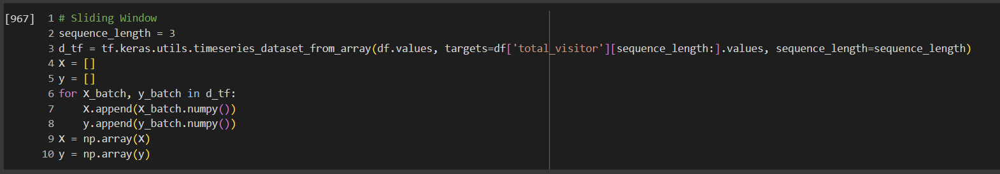 [967] 1 # Sliding Window
2 sequence_length = 3
3 d_tf = tf.keras.utils.timeseries_dataset_from_array(df.values, targets=df['total_visitor'][sequence_length:].values, sequence_length=sequence_length)
4 X = []
5 y = []
6 for X_batch, y_batch in d_tf:
7     X.append(X_batch.numpy())
8     y.append(y_batch.numpy())
9 X = np.array(X)
10 y = np.array(y)